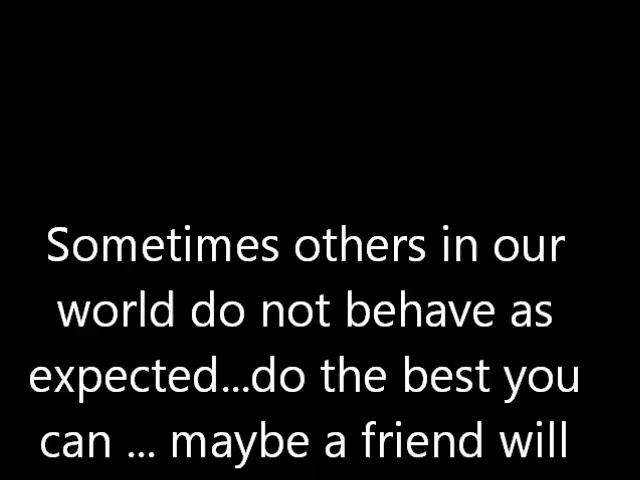 Sometimes others in our
world do not behave as
expected...do the best you
can ... maybe a friend will